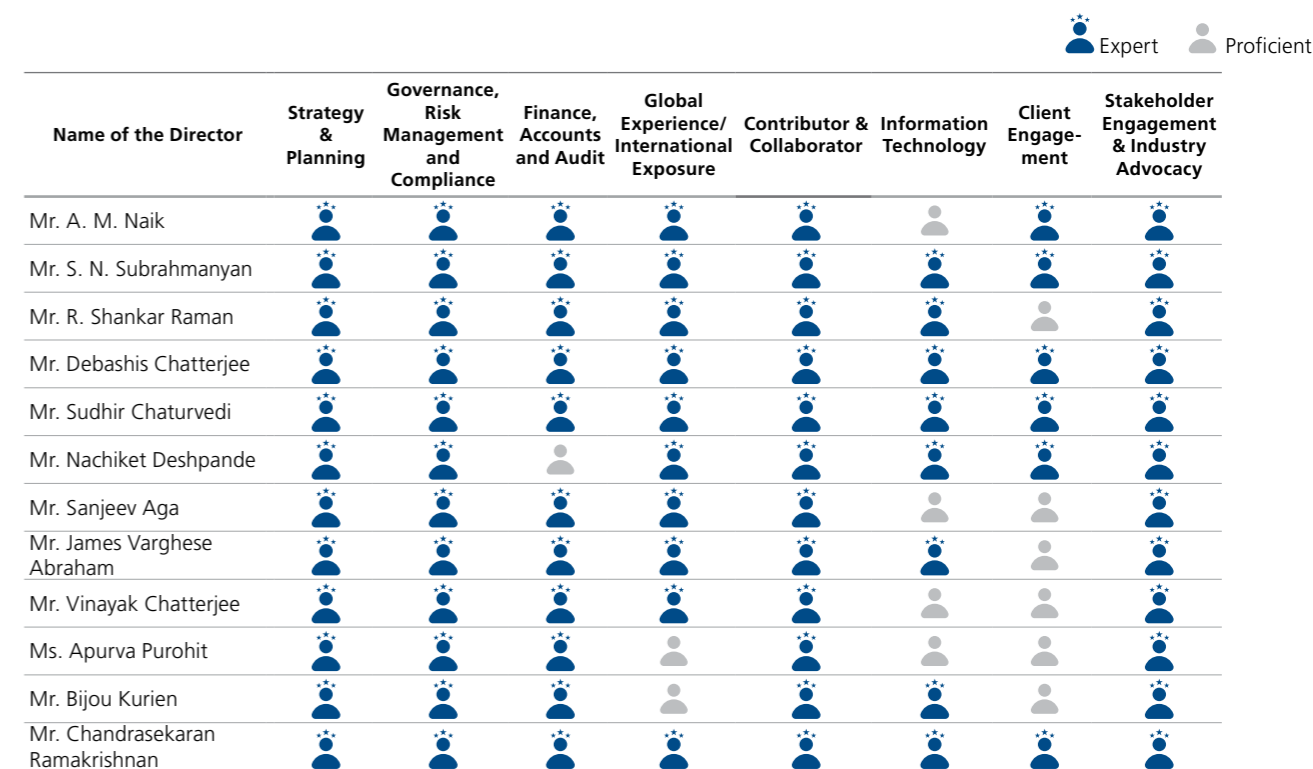 Expert Proficient
Name of the Director
Strategy
&
Planning
Governance,
Risk
Management
and
Compliance
Finance,
Accounts
and Audit
Global
Experience/
International
Exposure
Contributor &
Collaborator
Information
Technology
Client
Engage-
ment
Stakeholder
Engagement
& Industry
Advocacy
Mr. A. M. Naik
Mr. S. N. Subrahmanyan
Mr. R. Shankar Raman
Mr. Debashis Chatterjee
Mr. Sudhir Chaturvedi
Mr. Nachiket Deshpande
Mr. Sanjeev Aga
Mr. James Varghese
Abraham
Mr. Vinayak Chatterjee
Ms. Apurva Purohit
Mr. Bijou Kurien
Mr. Chandrasekaran
Ramakrishnan